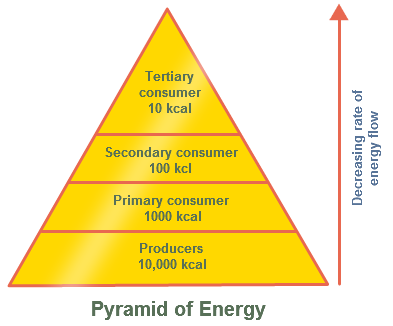 Tertiary
consumer
10 kcal
Secondary consumer
100 kcl
Primary consumer
1000 kcal
Producers
10,000 kcal
Decreasing rate of
energy flow
Pyramid of Energy